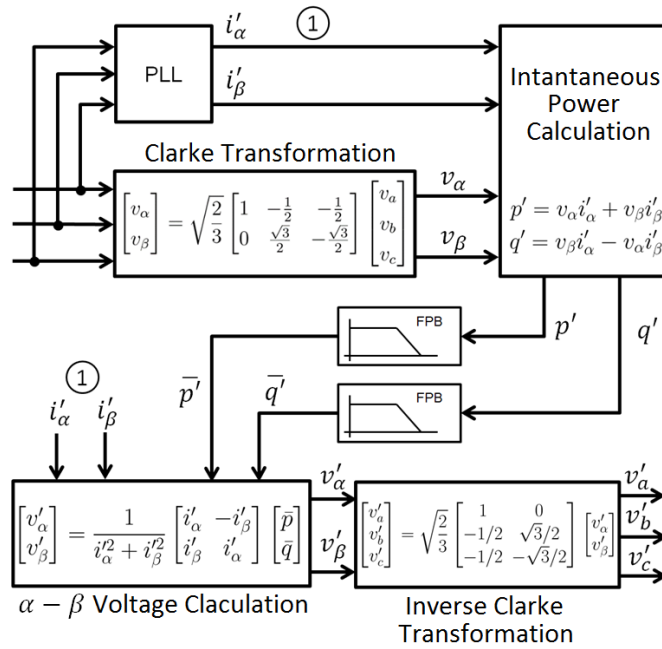 i′α ①
PLL
i′β
Intantaneous
Power
Calculation
Clarke Transformation
[vα vβ] = √(2/3) [1 -1/2 -1/2; 0 √3/2 -√3/2] [va vb vc]
vα
vβ
p′ = vαi′α + vβi′β
q′ = vβi′α − vαi′β
FPB
p′
q′
p̄′
q̄′
FPB
①
i′α i′β
[v′α v′β] = 1/(i′α² + i′β²) [i′α -i′β; i′β i′α] [p̄ q̄]
v′α
v′β
[v′a v′b v′c] = √(2/3) [1 0; -1/2 √3/2; -1/2 -√3/2] [v′α v′β]
v′a
v′b
v′c
α − β Voltage Claculation
Inverse Clarke
Transformation